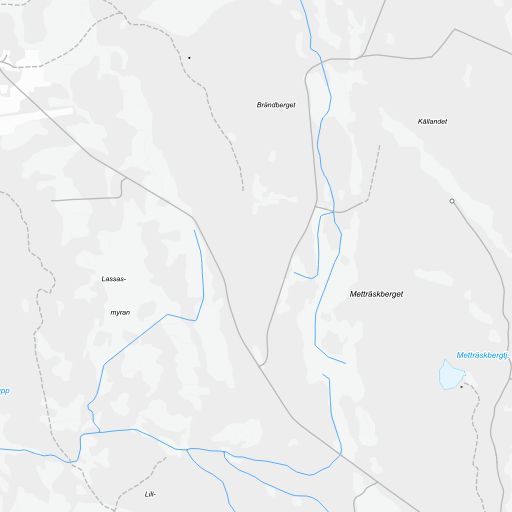 Brändberget
Källandet
Lassas-
myran
Metträskberget
Metträskbergtj.
Lill-